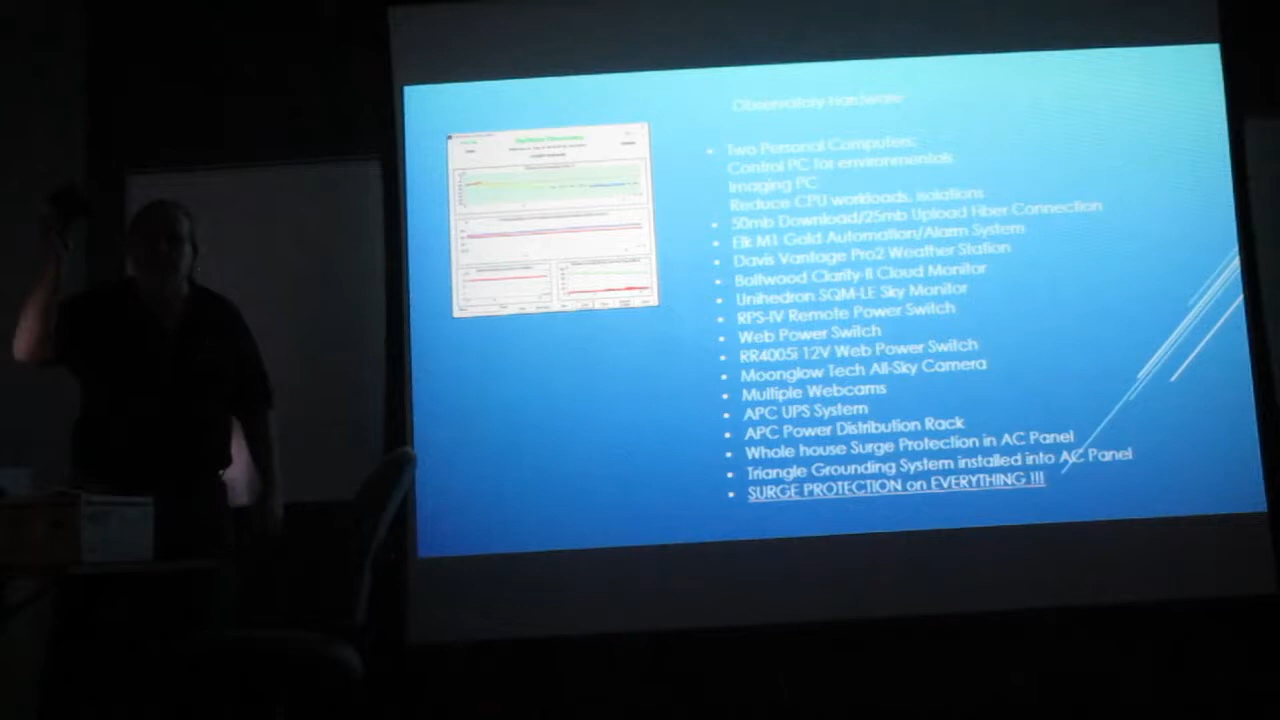 Observatory Hardware
• Two Personal Computers:
Control PC for environmentals
Imaging PC
Reduce CPU workloads, isolations
• 50mb Download/25mb Upload Fiber Connection
• Elk M1 Gold Automation/Alarm System
• Davis Vantage Pro2 Weather Station
• Boltwood Clarity-II Cloud Monitor
• Unihedron SQM-LE Sky Monitor
• RPS-IV Remote Power Switch
• Web Power Switch
• RR4005i 12V Web Power Switch
• Moonglow Tech All-Sky Camera
• Multiple Webcams
• APC UPS System
• APC Power Distribution Rack
• Whole house Surge Protection in AC Panel
• Triangle Grounding System installed into AC Panel
• SURGE PROTECTION on EVERYTHING !!!